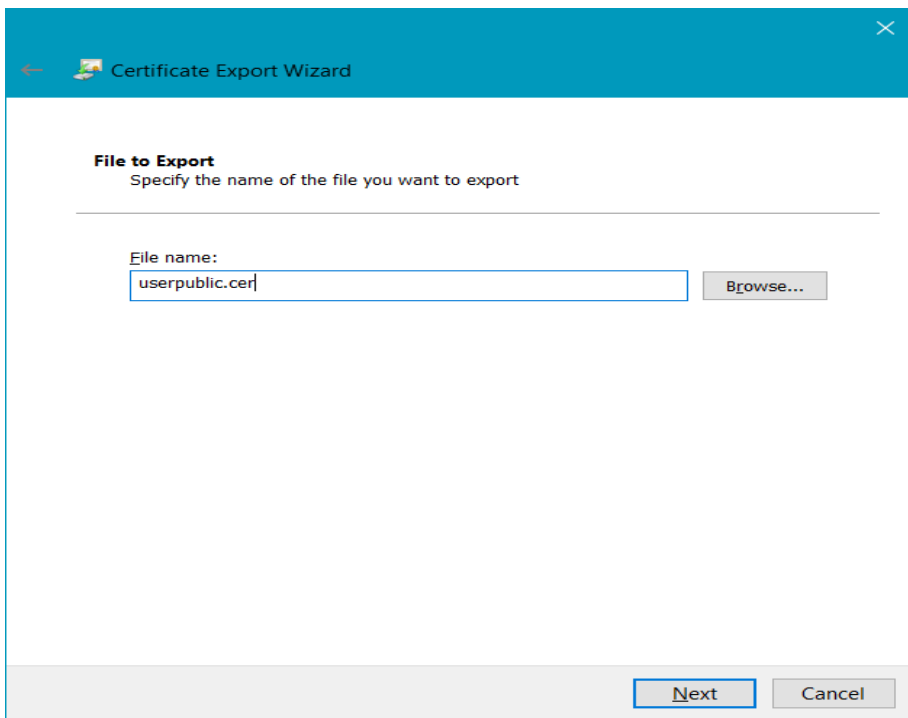 Certificate Export Wizard
File to Export
Specify the name of the file you want to export
File name:
userpublic.cer
Browse...
Next
Cancel